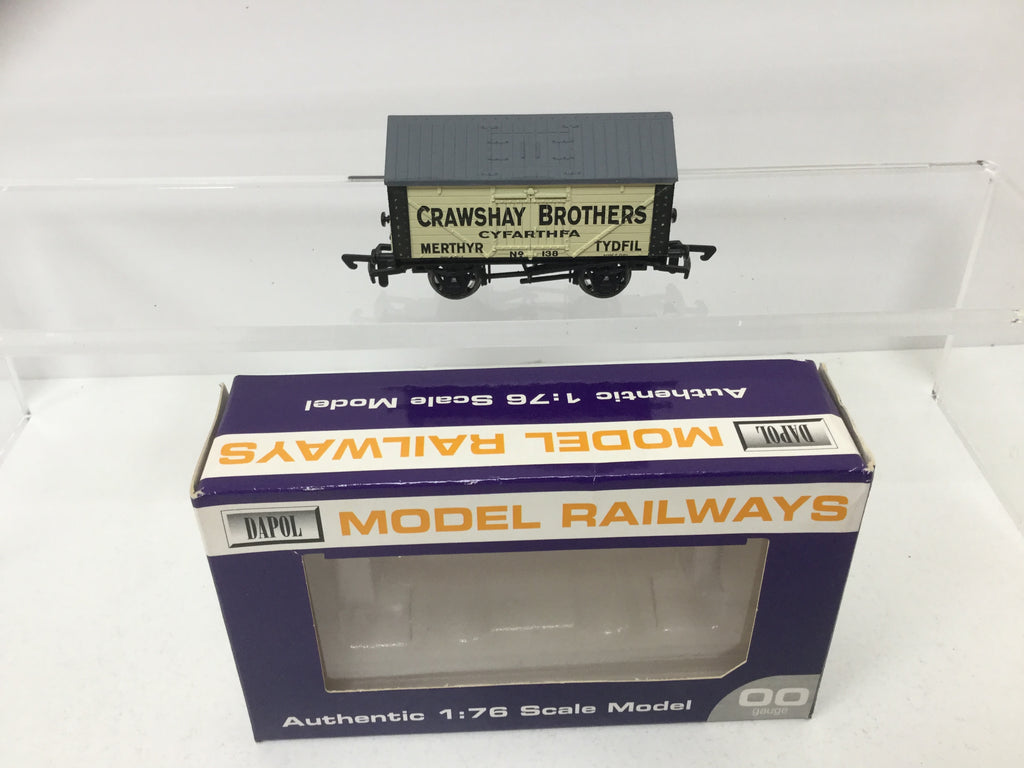 CRAWSHAY BROTHERS
CYFARTHFA
MERTHYR TYDFIL
No 138
Authentic 1:76 Scale Model
DAPOL MODEL RAILWAYS
DAPOL MODEL RAILWAYS
Authentic 1:76 Scale Model
OO
gauge